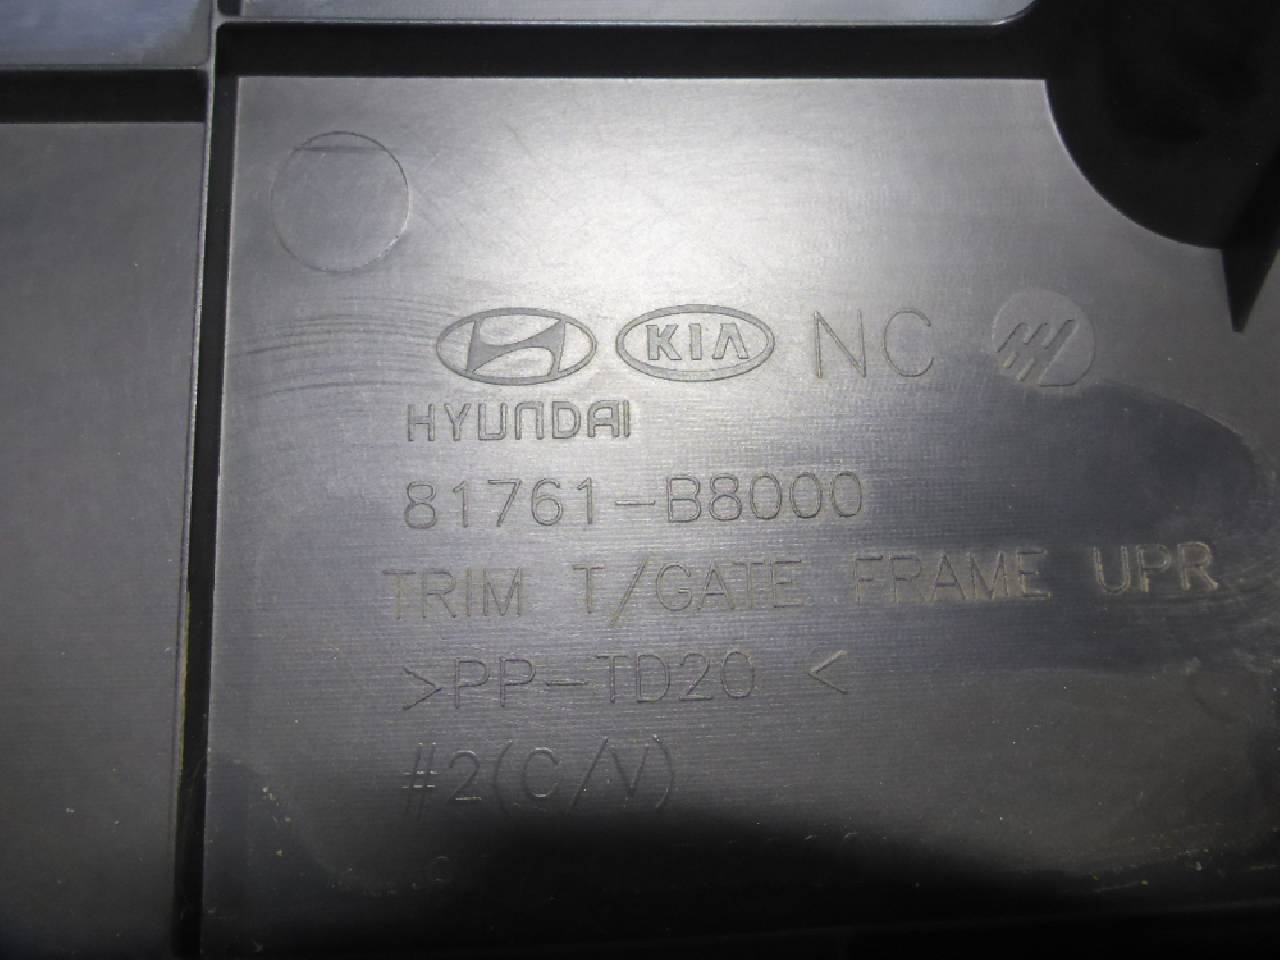 KIA NC
HYUNDAI
81761-B8000
TRIM T/GATE FRAME UPR
>PP-TD20 <
#2(C/V)